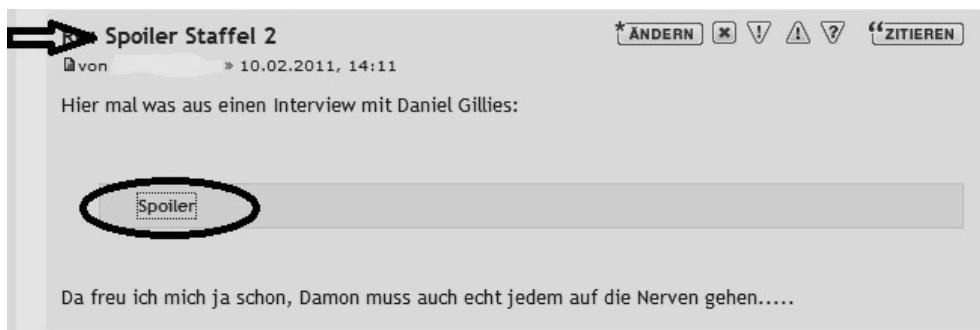 Spoiler Staffel 2
*ÄNDERN “ZITIEREN
von » 10.02.2011, 14:11
Hier mal was aus einen Interview mit Daniel Gillies:
Spoiler
Da freu ich mich ja schon, Damon muss auch echt jedem auf die Nerven gehen.....